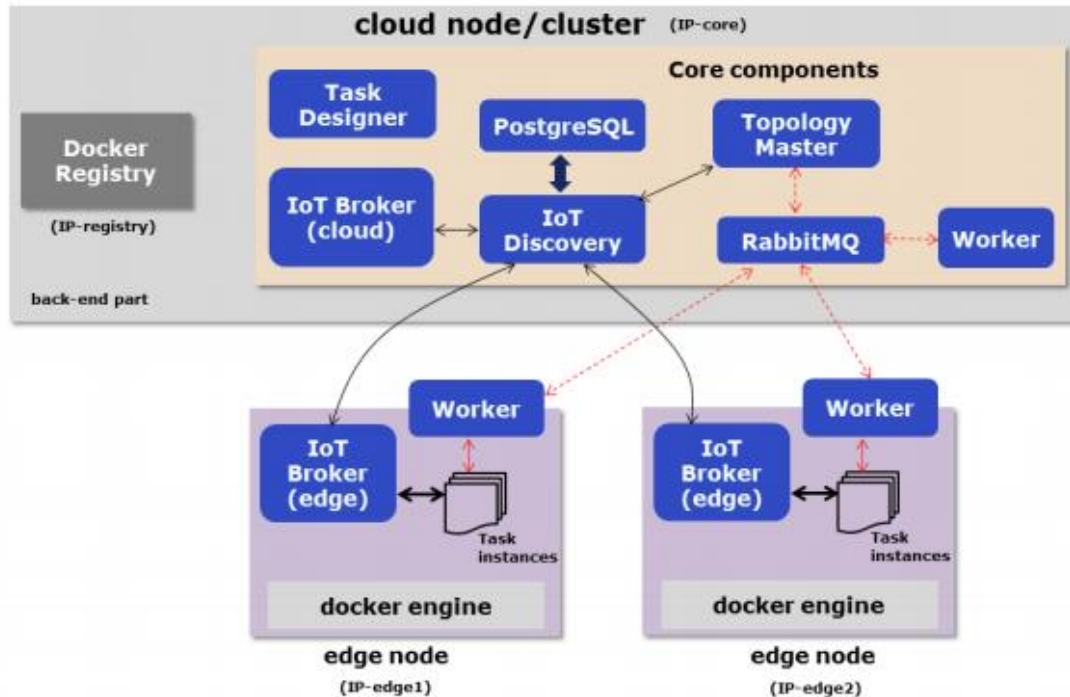 cloud node/cluster (IP-core)
Core components
Task
Designer
PostgreSQL
Topology
Master
Docker
Registry
(IP-registry)
IoT Broker
(cloud)
IoT
Discovery
RabbitMQ
Worker
back-end part
Worker
IoT
Broker
(edge)
Task
instances
docker engine
edge node
(IP-edge1)
Worker
IoT
Broker
(edge)
Task
instances
docker engine
edge node
(IP-edge2)